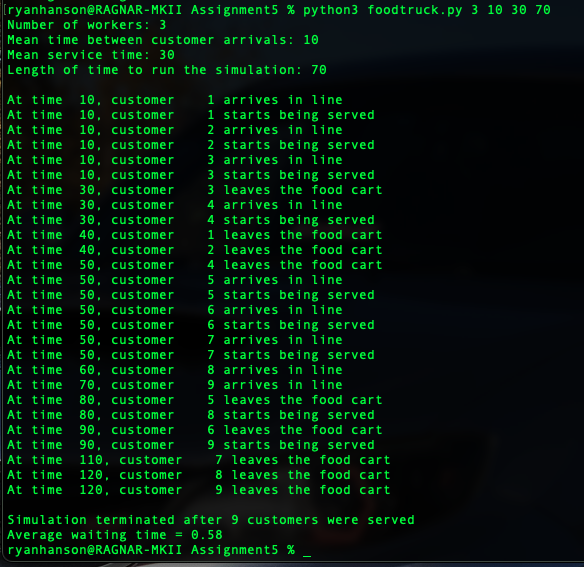 ryanhanson@RAGNAR-MKII Assignment5 % python3 foodtruck.py 3 10 30 70
Number of workers: 3
Mean time between customer arrivals: 10
Mean service time: 30
Length of time to run the simulation: 70
At time  10, customer    1 arrives in line
At time  10, customer    1 starts being served
At time  10, customer    2 arrives in line
At time  10, customer    2 starts being served
At time  10, customer    3 arrives in line
At time  10, customer    3 starts being served
At time  30, customer    3 leaves the food cart
At time  30, customer    4 arrives in line
At time  30, customer    4 starts being served
At time  40, customer    1 leaves the food cart
At time  40, customer    2 leaves the food cart
At time  50, customer    4 leaves the food cart
At time  50, customer    5 arrives in line
At time  50, customer    5 starts being served
At time  50, customer    6 arrives in line
At time  50, customer    6 starts being served
At time  50, customer    7 arrives in line
At time  50, customer    7 starts being served
At time  60, customer    8 arrives in line
At time  70, customer    9 arrives in line
At time  80, customer    5 leaves the food cart
At time  80, customer    8 starts being served
At time  90, customer    6 leaves the food cart
At time  90, customer    9 starts being served
At time  110, customer    7 leaves the food cart
At time  120, customer    8 leaves the food cart
At time  120, customer    9 leaves the food cart
Simulation terminated after 9 customers were served
Average waiting time = 0.58
ryanhanson@RAGNAR-MKII Assignment5 % _